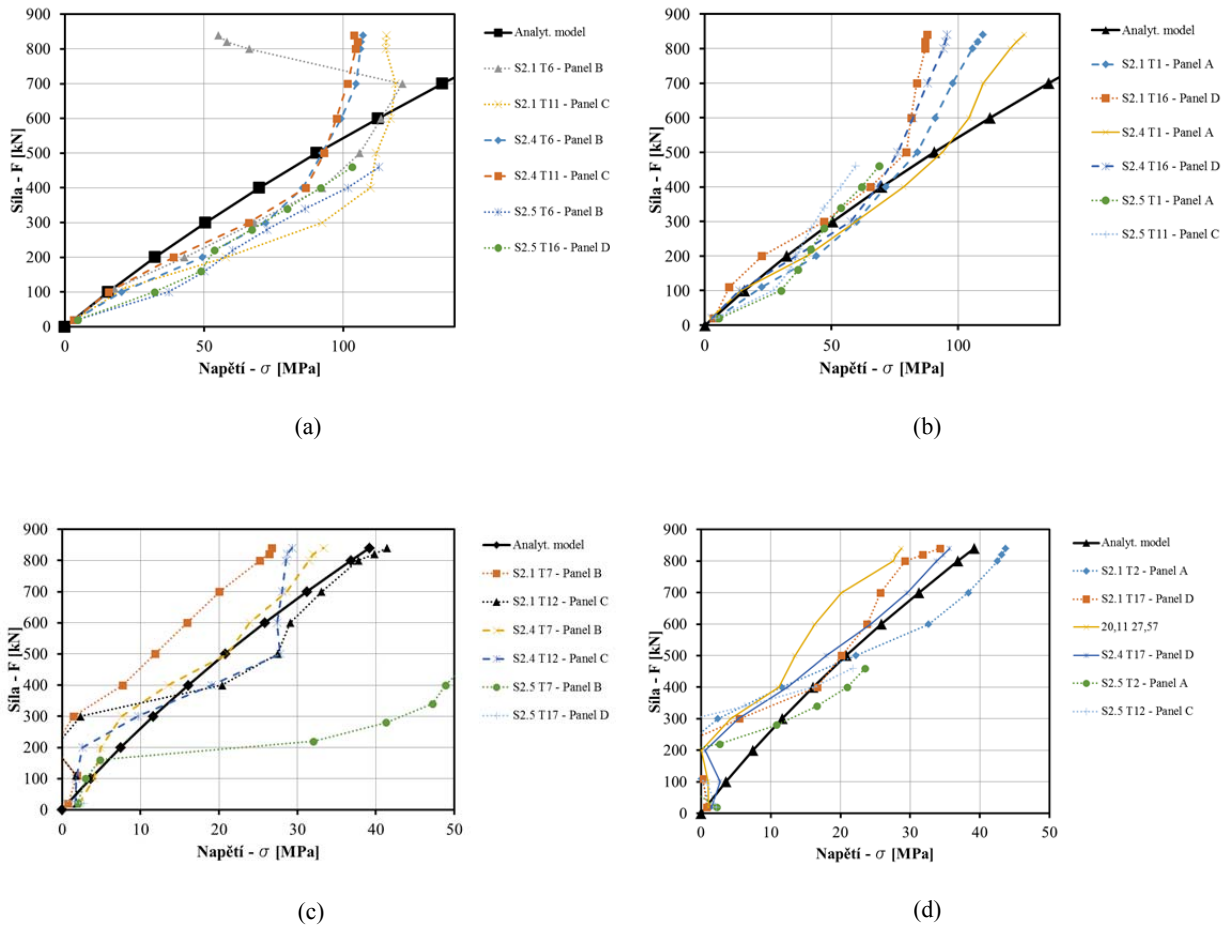 900
800
700
600
500
400
300
200
100
0
0 50 100
Síla - F [kN]
Napětí - σ [MPa]
Analyt. model
S2.1 T6 - Panel B
S2.1 T11 - Panel C
S2.4 T6 - Panel B
S2.4 T11 - Panel C
S2.5 T6 - Panel B
S2.5 T16 - Panel D
(a)
900
800
700
600
500
400
300
200
100
0
0 50 100
Síla - F [kN]
Napětí - σ [MPa]
Analyt. model
S2.1 T1 - Panel A
S2.1 T16 - Panel D
S2.4 T1 - Panel A
S2.4 T16 - Panel D
S2.5 T1 - Panel A
S2.5 T11 - Panel C
(b)
900
800
700
600
500
400
300
200
100
0
0 10 20 30 40 50
Síla - F [kN]
Napětí - σ [MPa]
Analyt. model
S2.1 T7 - Panel B
S2.1 T12 - Panel C
S2.4 T7 - Panel B
S2.4 T12 - Panel C
S2.5 T7 - Panel B
S2.5 T17 - Panel D
(c)
900
800
700
600
500
400
300
200
100
0
0 10 20 30 40 50
Síla - F [kN]
Napětí - σ [MPa]
Analyt. model
S2.1 T2 - Panel A
S2.1 T17 - Panel D
20,11 27,57
S2.4 T17 - Panel D
S2.5 T2 - Panel A
S2.5 T12 - Panel C
(d)